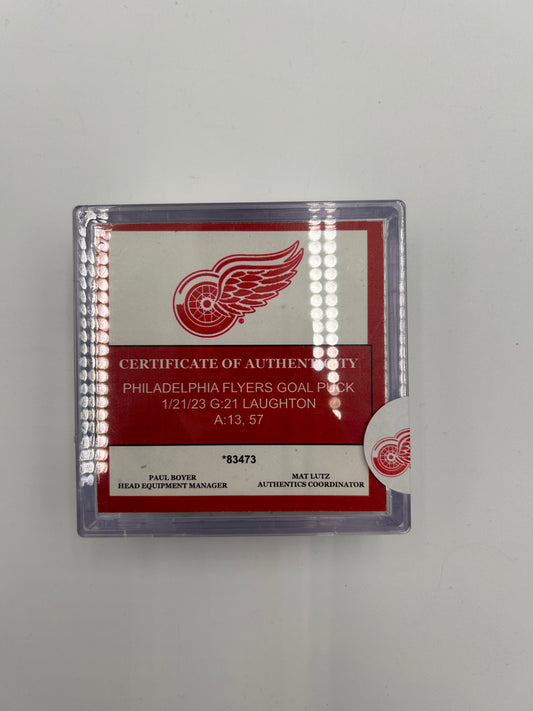 CERTIFICATE OF AUTHENTICITY
PHILADELPHIA FLYERS GOAL PUCK
1/21/23 G:21 LAUGHTON
A:13, 57
*83473
PAUL BOYER
HEAD EQUIPMENT MANAGER
MAT LUTZ
AUTHENTICS COORDINATOR